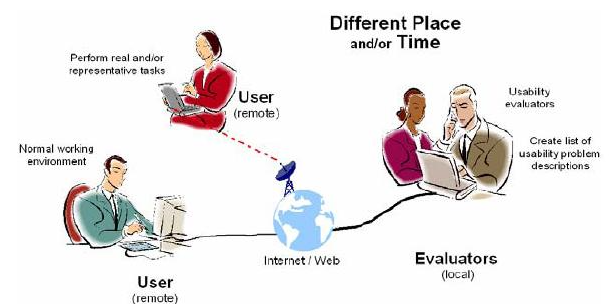 Different Place
and/or Time
Perform real and/or
representative tasks
User
(remote)
Usability
evaluators
Create list of
usability problem
descriptions
Normal working
environment
Internet / Web
Evaluators
(local)
User
(remote)